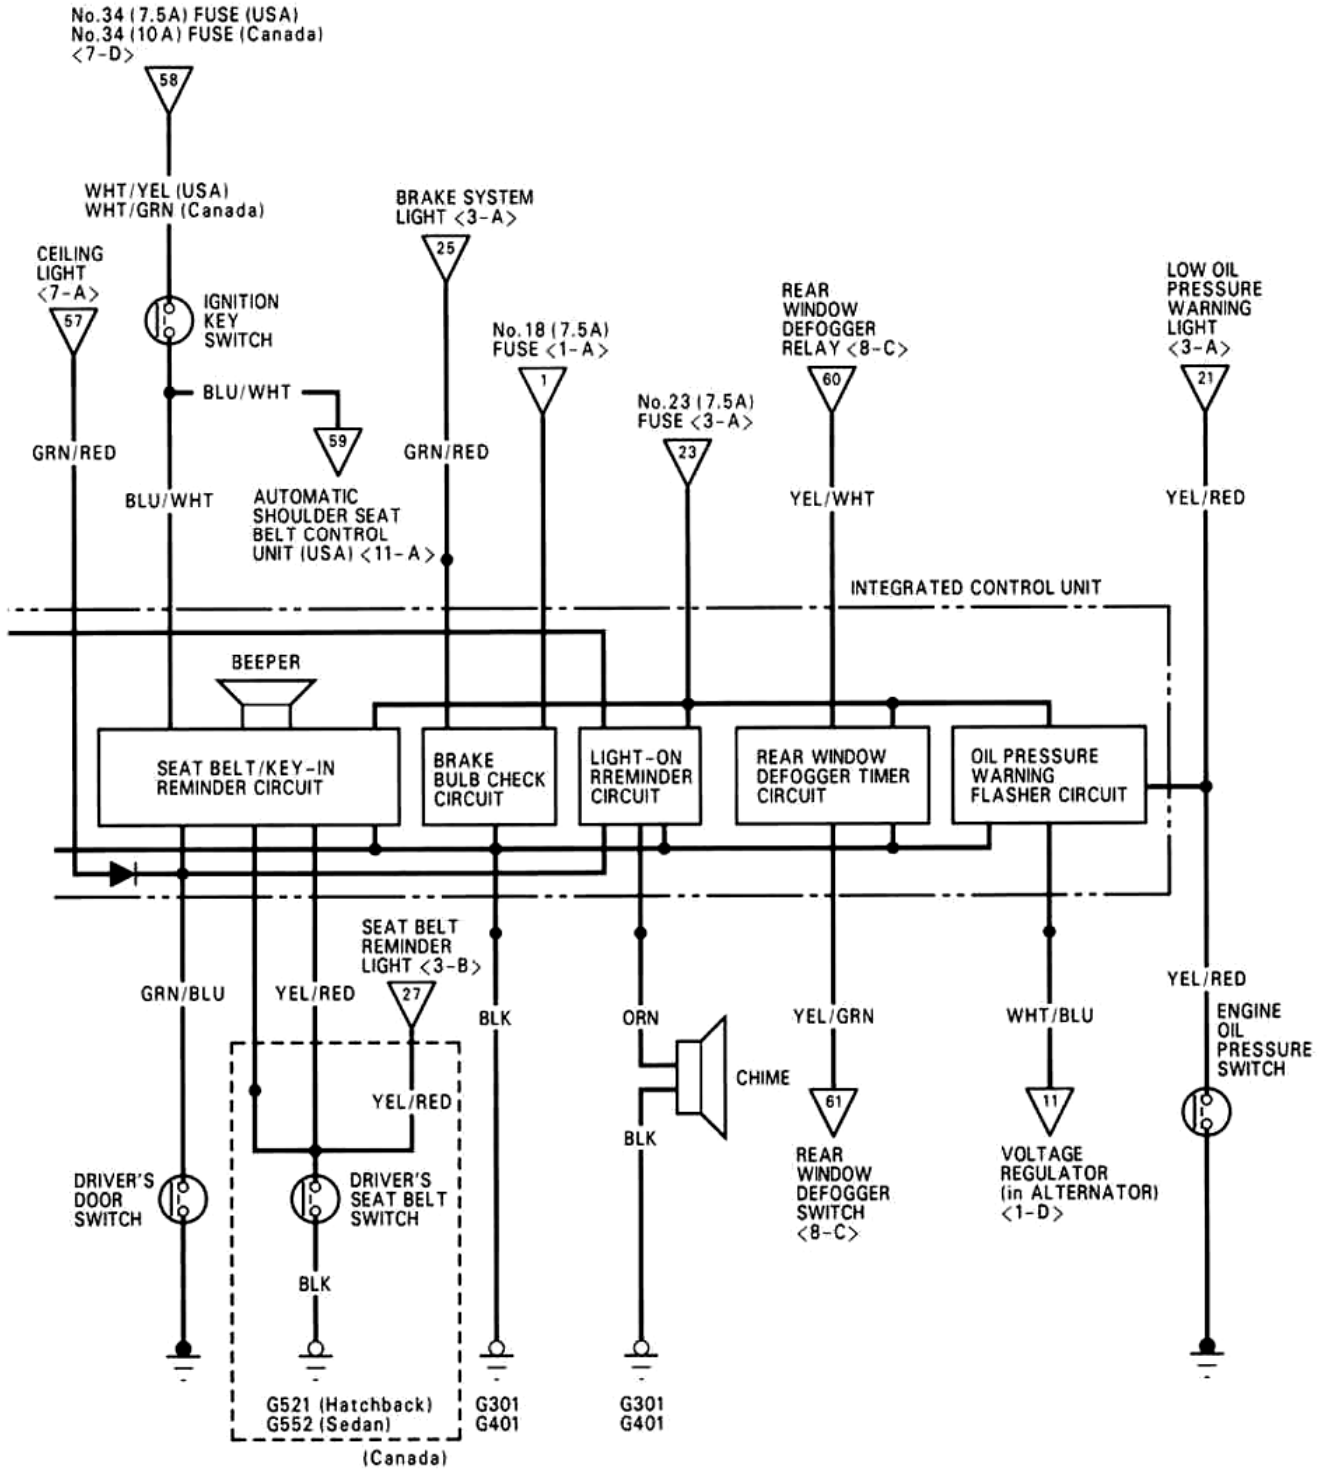 No.34 (7.5A) FUSE (USA)
No.34 (10A) FUSE (Canada)
<7-D>
58
WHT/YEL (USA)
WHT/GRN (Canada)
BRAKE SYSTEM
LIGHT <3-A>
25
CEILING
LIGHT
<7-A>
57
IGNITION
KEY
SWITCH
LOW OIL
PRESSURE
WARNING
LIGHT
<3-A>
21
REAR
WINDOW
DEFOGGER
RELAY <8-C>
60
No.18 (7.5A)
FUSE <1-A>
1
BLU/WHT
No.23 (7.5A)
FUSE <3-A>
23
59
GRN/RED
GRN/RED
BLU/WHT
AUTOMATIC
SHOULDER SEAT
BELT CONTROL
UNIT (USA) <11-A>
YEL/WHT
YEL/RED
INTEGRATED CONTROL UNIT
BEEPER
SEAT BELT/KEY-IN
REMINDER CIRCUIT
BRAKE
BULB CHECK
CIRCUIT
LIGHT-ON
RREMINDER
CIRCUIT
REAR WINDOW
DEFOGGER TIMER
CIRCUIT
OIL PRESSURE
WARNING
FLASHER CIRCUIT
SEAT BELT
REMINDER
LIGHT <3-B>
27
GRN/BLU
YEL/RED
BLK
ORN
YEL/GRN
WHT/BLU
YEL/RED
ENGINE
OIL
PRESSURE
SWITCH
CHIME
YEL/RED
61
11
BLK
REAR
WINDOW
DEFOGGER
SWITCH
<8-C>
VOLTAGE
REGULATOR
(in ALTERNATOR)
<1-D>
DRIVER'S
DOOR
SWITCH
DRIVER'S
SEAT BELT
SWITCH
BLK
G521 (Hatchback)
G552 (Sedan)
G301
G401
G301
G401
(Canada)